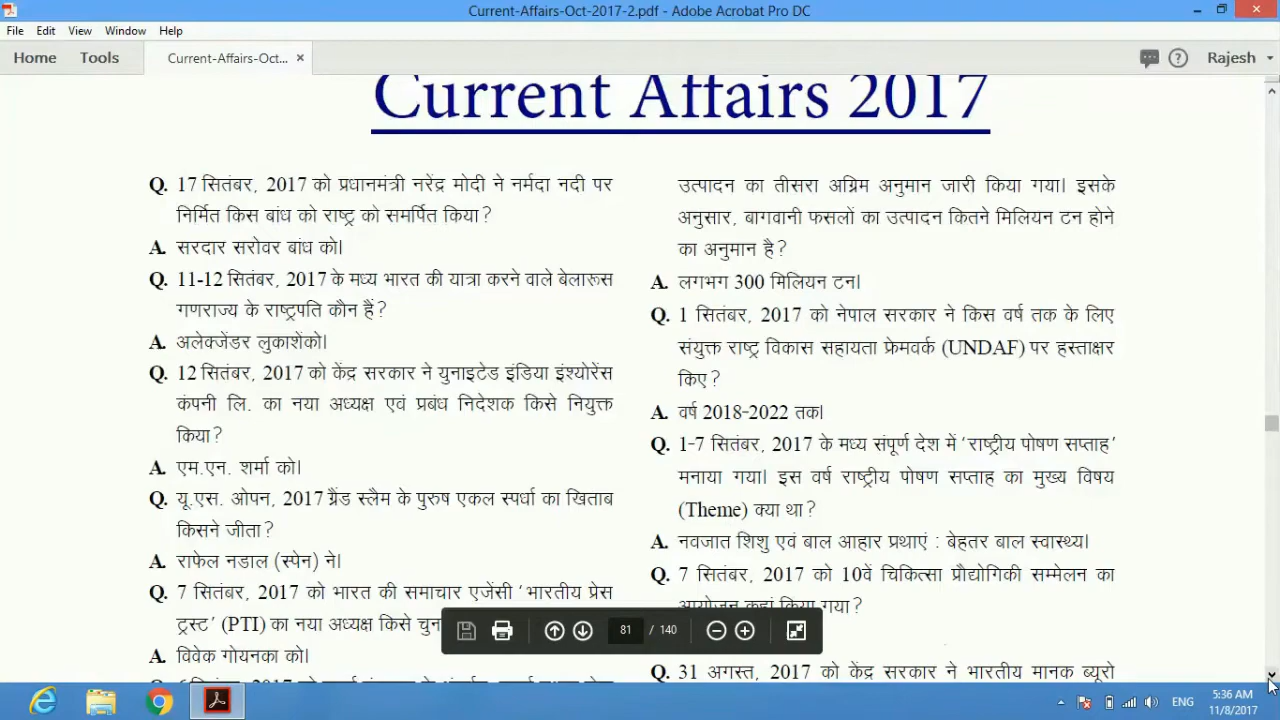 Current-Affairs-Oct-2017-2.pdf - Adobe Acrobat Pro DC
File Edit View Window Help
Home Tools Current-Affairs-Oct... × Rajesh
Current Affairs 2017
Q. 17 सितंबर, 2017 को प्रधानमंत्री नरेंद्र मोदी ने नर्मदा नदी पर
निर्मित किस बांध को राष्ट्र को समर्पित किया?
A. सरदार सरोवर बांध को।
Q. 11-12 सितंबर, 2017 के मध्य भारत की यात्रा करने वाले बेलारूस
गणराज्य के राष्ट्रपति कौन हैं?
A. अलेक्जेंडर लुकाशेंको।
Q. 12 सितंबर, 2017 को केंद्र सरकार ने युनाइटेड इंडिया इंश्योरेंस
कंपनी लि. का नया अध्यक्ष एवं प्रबंध निदेशक किसे नियुक्त
किया?
A. एम.एन. शर्मा को।
Q. यू.एस. ओपन, 2017 ग्रैंड स्लैम के पुरुष एकल स्पर्धा का खिताब
किसने जीता?
A. राफेल नडाल (स्पेन) ने।
Q. 7 सितंबर, 2017 को भारत की समाचार एजेंसी 'भारतीय प्रेस
ट्रस्ट' (PTI) का नया अध्यक्ष किसे चुन
A. विवेक गोयनका को।
उत्पादन का तीसरा अग्रिम अनुमान जारी किया गया। इसके
अनुसार, बागवानी फसलों का उत्पादन कितने मिलियन टन होने
का अनुमान है?
A. लगभग 300 मिलियन टन।
Q. 1 सितंबर, 2017 को नेपाल सरकार ने किस वर्ष तक के लिए
संयुक्त राष्ट्र विकास सहायता फ्रेमवर्क (UNDAF) पर हस्ताक्षर
किए?
A. वर्ष 2018-2022 तक।
Q. 1-7 सितंबर, 2017 के मध्य संपूर्ण देश में 'राष्ट्रीय पोषण सप्ताह'
मनाया गया। इस वर्ष राष्ट्रीय पोषण सप्ताह का मुख्य विषय
(Theme) क्या था?
A. नवजात शिशु एवं बाल आहार प्रथाएं : बेहतर बाल स्वास्थ्य।
Q. 7 सितंबर, 2017 को 10वें चिकित्सा प्रौद्योगिकी सम्मेलन का
आयोजन कहां किया गया?
Q. 31 अगस्त, 2017 को केंद्र सरकार ने भारतीय मानक ब्यूरो
81 / 140
ENG 5:36 AM
11/8/2017